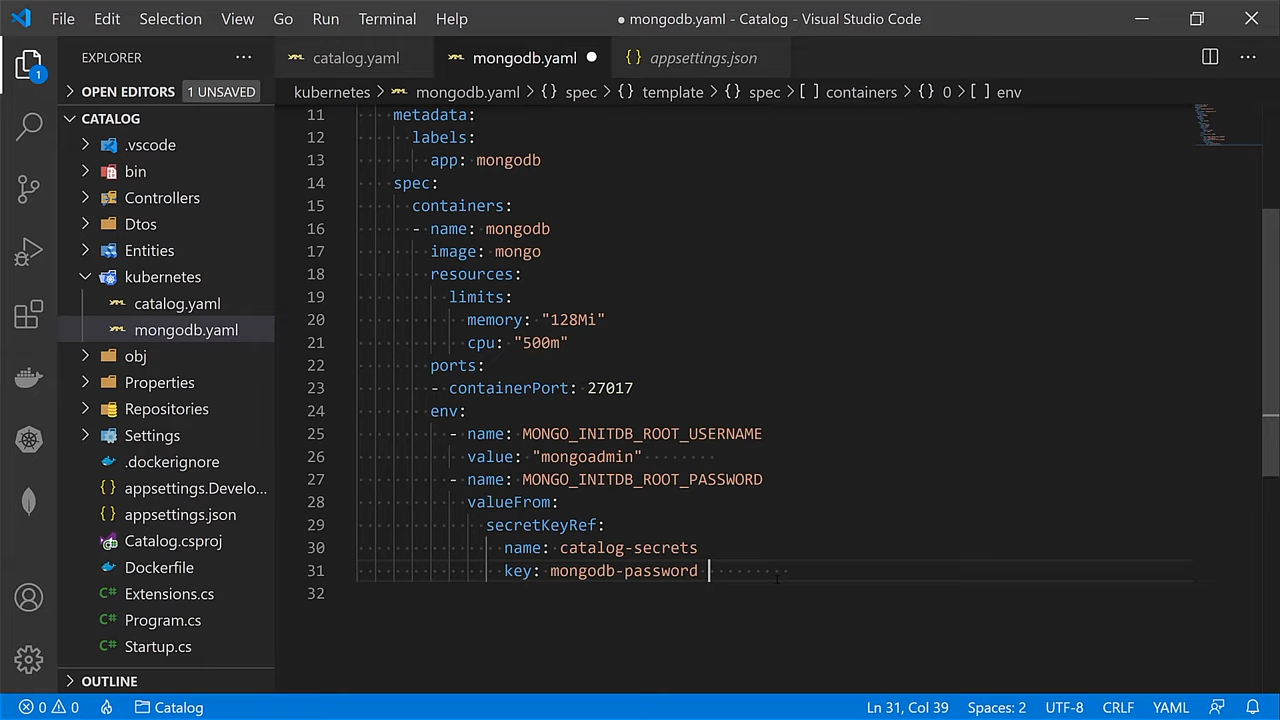 File Edit Selection View Go Run Terminal Help
● mongodb.yaml - Catalog - Visual Studio Code
EXPLORER
catalog.yaml
mongodb.yaml
{} appsettings.json
1
OPEN EDITORS 1 UNSAVED
kubernetes > mongodb.yaml > {} spec > {} template > {} spec > [ ] containers > {} 0 > [ ] env
CATALOG
.vscode
bin
Controllers
Dtos
Entities
kubernetes
catalog.yaml
mongodb.yaml
obj
Properties
Repositories
Settings
.dockerignore
{} appsettings.Develo...
{} appsettings.json
Catalog.csproj
Dockerfile
C# Extensions.cs
C# Program.cs
C# Startup.cs
OUTLINE
11 metadata:
12 labels:
13 app: mongodb
14 spec:
15 containers:
16 - name: mongodb
17 image: mongo
18 resources:
19 limits:
20 memory: "128Mi"
21 cpu: "500m"
22 ports:
23 - containerPort: 27017
24 env:
25 - name: MONGO_INITDB_ROOT_USERNAME
26 value: "mongoadmin"
27 - name: MONGO_INITDB_ROOT_PASSWORD
28 valueFrom:
29 secretKeyRef:
30 name: catalog-secrets
31 key: mongodb-password
32
0 0 Catalog
Ln 31, Col 39 Spaces: 2 UTF-8 CRLF YAML